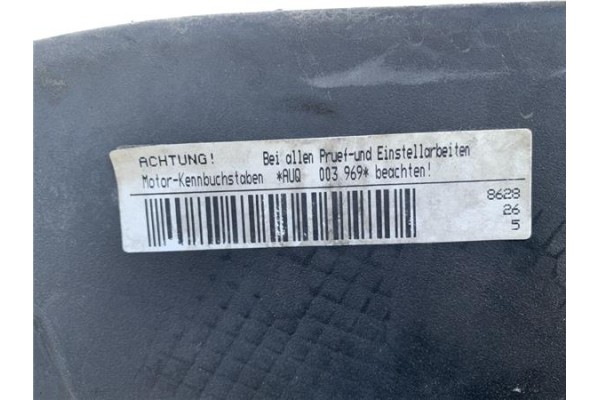 ACHTUNG! Bei allen Pruef-und Einstellarbeiten
Motor-Kennbuchstaben *AUQ 003 969* beachten!
8628
26
5